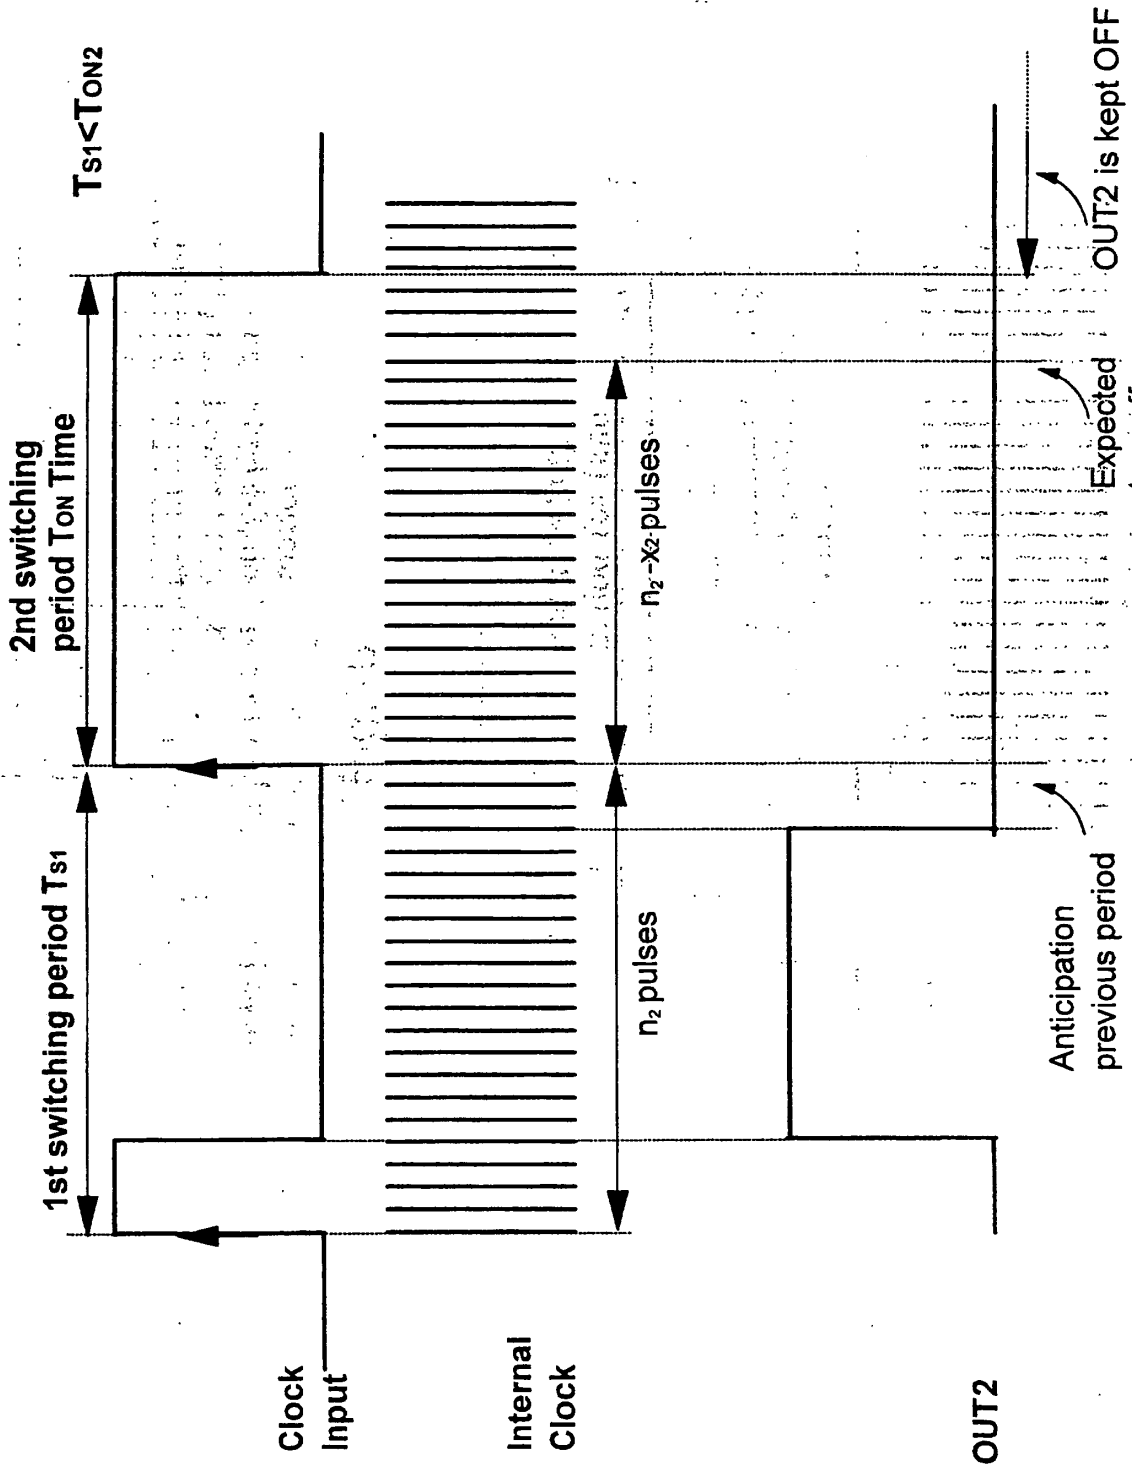 TS1<TON2
2nd switching
period TON Time
1st switching period TS1
Clock
Input
Internal
Clock
n2 pulses
n2-x2 pulses
OUT2
Anticipation
previous period
Expected
OUT2 is kept OFF